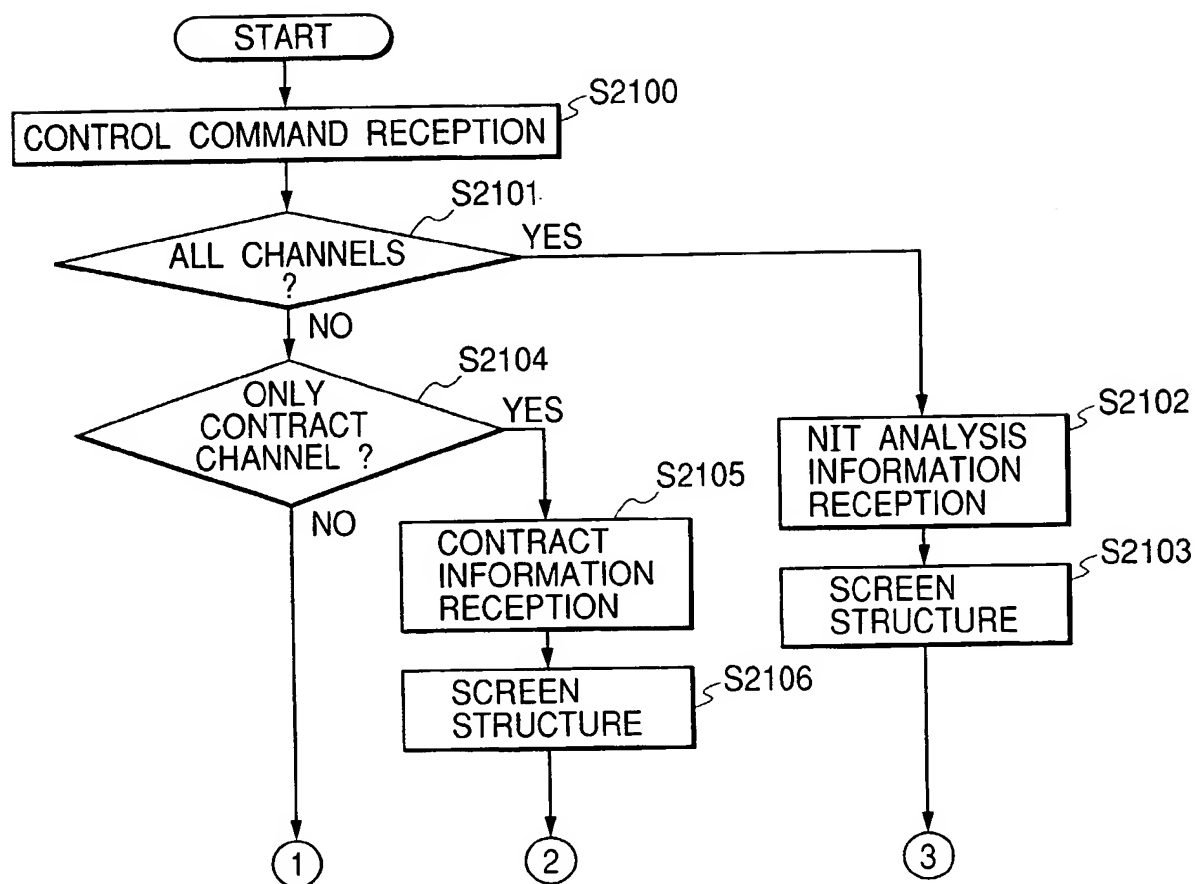 START
S2100
CONTROL COMMAND RECEPTION
S2101
ALL CHANNELS
?
YES
NO
S2104
ONLY
CONTRACT
CHANNEL ?
YES
NO
S2102
NIT ANALYSIS
INFORMATION
RECEPTION
S2105
CONTRACT
INFORMATION
RECEPTION
S2103
SCREEN
STRUCTURE
S2106
SCREEN
STRUCTURE
1
2
3